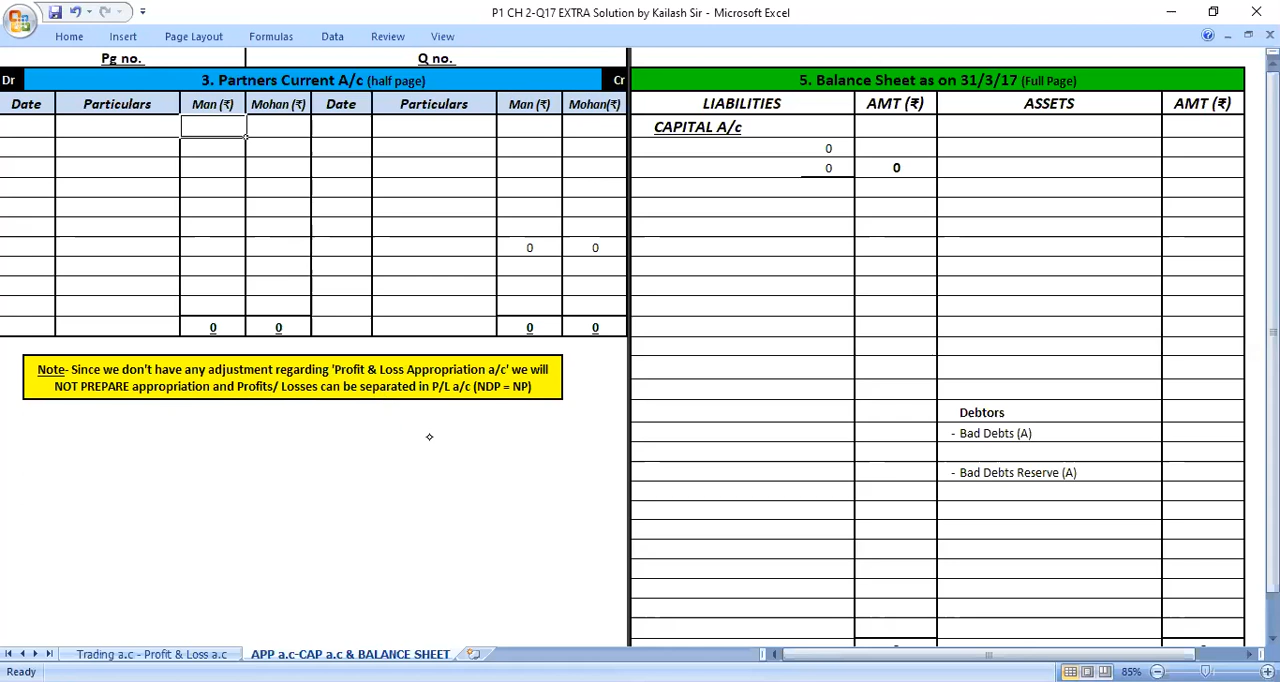 P1 CH 2-Q17 EXTRA Solution by Kailash Sir - Microsoft Excel
Home Insert Page Layout Formulas Data Review View
Pg no. Q no.
Dr 3. Partners Current A/c (half page) Cr
Date Particulars Man (₹) Mohan (₹) Date Particulars Man (₹) Mohan(₹)
0 0
0 0 0 0
Note- Since we don't have any adjustment regarding 'Profit & Loss Appropriation a/c' we will
NOT PREPARE appropriation and Profits/ Losses can be separated in P/L a/c (NDP = NP)
5. Balance Sheet as on 31/3/17 (Full Page)
LIABILITIES AMT (₹) ASSETS AMT (₹)
CAPITAL A/c
0
0 0
Debtors
- Bad Debts (A)
- Bad Debts Reserve (A)
Trading a.c - Profit & Loss a.c APP a.c-CAP a.c & BALANCE SHEET
Ready 85%